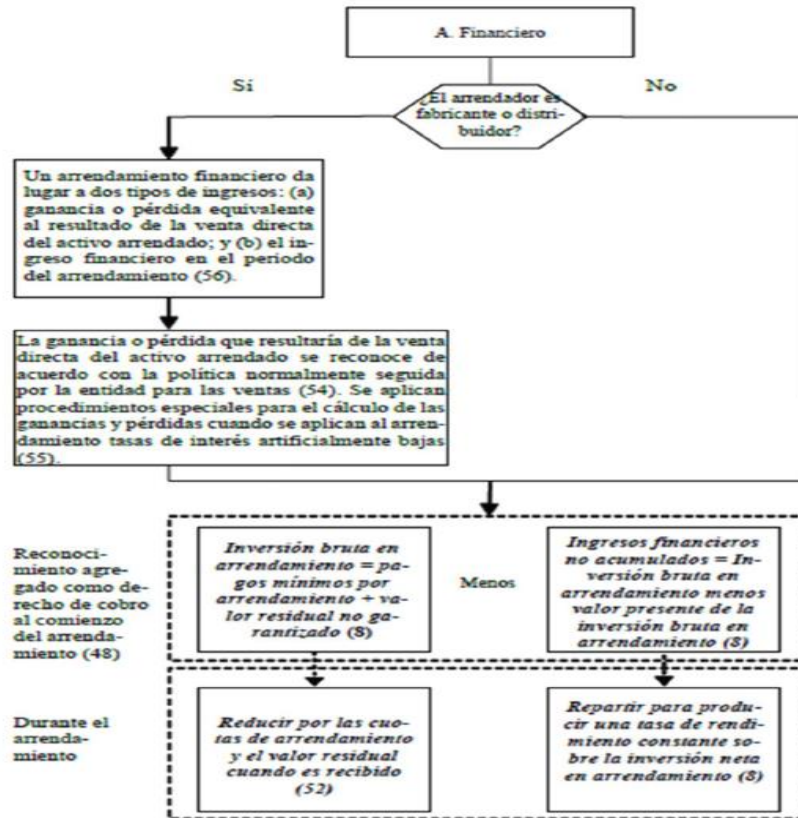 A. Financiero
Sí
No
¿El arrendador es
fabricante o distri-
buidor?
Un arrendamiento financiero da
lugar a dos tipos de ingresos: (a)
ganancia o pérdida equivalente
al resultado de la venta directa
del activo arrendado; y (b) el in-
greso financiero en el periodo
del arrendamiento (56).
La ganancia o pérdida que resultaría de la venta
directa del activo arrendado se reconoce de
acuerdo con la política normalmente seguida
por la entidad para las ventas (54). Se aplican
procedimientos especiales para el cálculo de las
ganancias y pérdidas cuando se aplican al arren-
damiento tasas de interés artificialmente bajas
(55).
Reconoci-
miento agre-
gado como de-
recho de cobro
al comienzo
del arrenda-
miento (48)
Inversión bruta en
arrendamiento = pa-
gos mínimos por
arrendamiento + va-
lor residual no ga-
rantizado (8)
Menos
Ingresos financieros
no acumulados = In-
versión bruta en
arrendamiento menos
valor presente de la
inversión bruta en
arrendamiento (8)
Durante el
arrenda-
miento
Reducir por las cuo-
tas de arrendamiento
y el valor residual
cuando es recibido
(52)
Repartir para produ-
cir una tasa de rendi-
miento constante so-
bre la inversión neta
en arrendamiento (8)